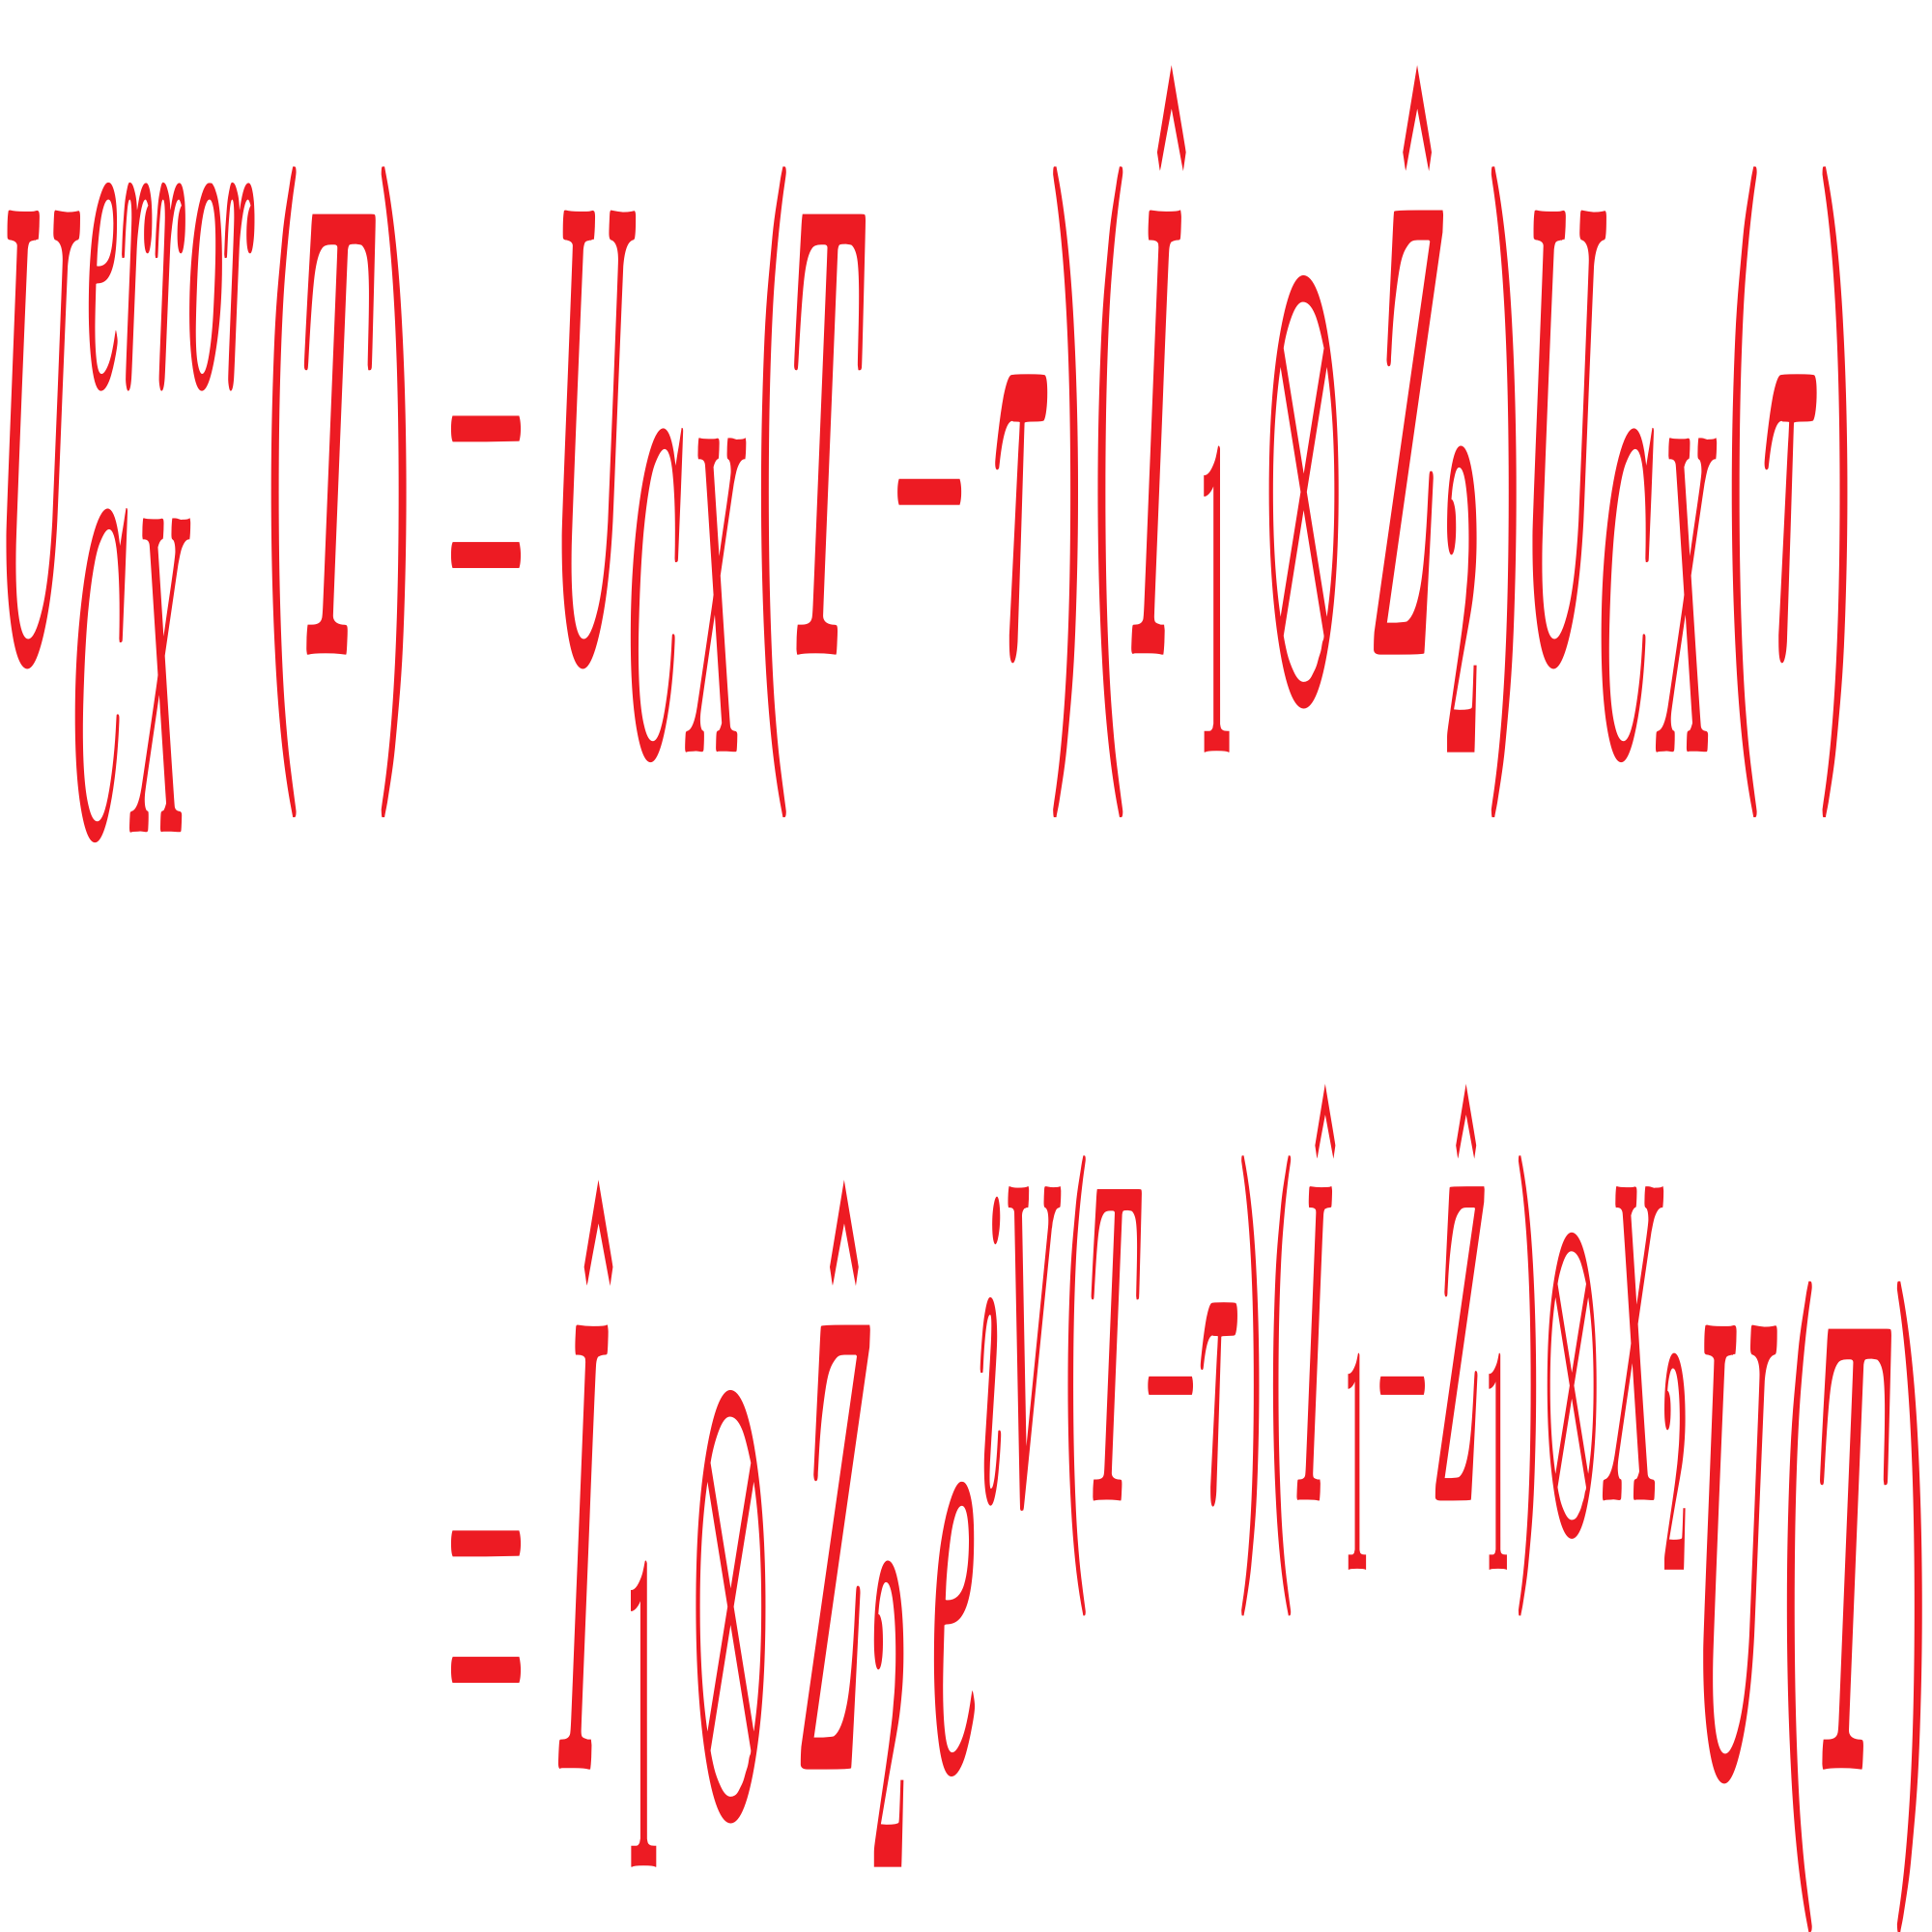 U_{cx}^{error}(T) = U_{cx}(T - τ)(Î_1 ⊗ Ẑ_2)U_{cx}(τ)
= Î_1 ⊗ Ẑ_2 e^{iV(T-τ)(Î_1-Ẑ_1)⊗X_2} U(T)